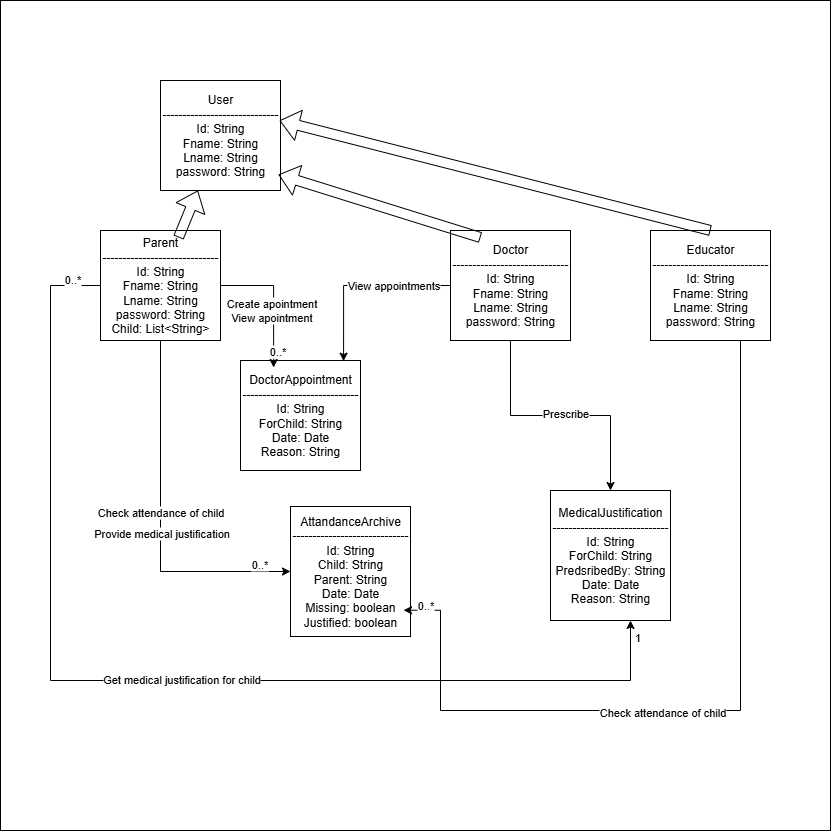 User
Id: String
Fname: String
Lname: String
password: String
Parent
Id: String
Fname: String
Lname: String
password: String
Child: List<String>
Doctor
Id: String
Fname: String
Lname: String
password: String
Educator
Id: String
Fname: String
Lname: String
password: String
0..*
Create apointment
View apointment
0..*
View appointments
DoctorAppointment
Id: String
ForChild: String
Date: Date
Reason: String
Prescribe
Check attendance of child
Provide medical justification
0..*
AttandanceArchive
Id: String
Child: String
Parent: String
Date: Date
Missing: boolean
Justified: boolean
0..*
MedicalJustification
Id: String
ForChild: String
PredsribedBy: String
Date: Date
Reason: String
1
Get medical justification for child
Check attendance of child